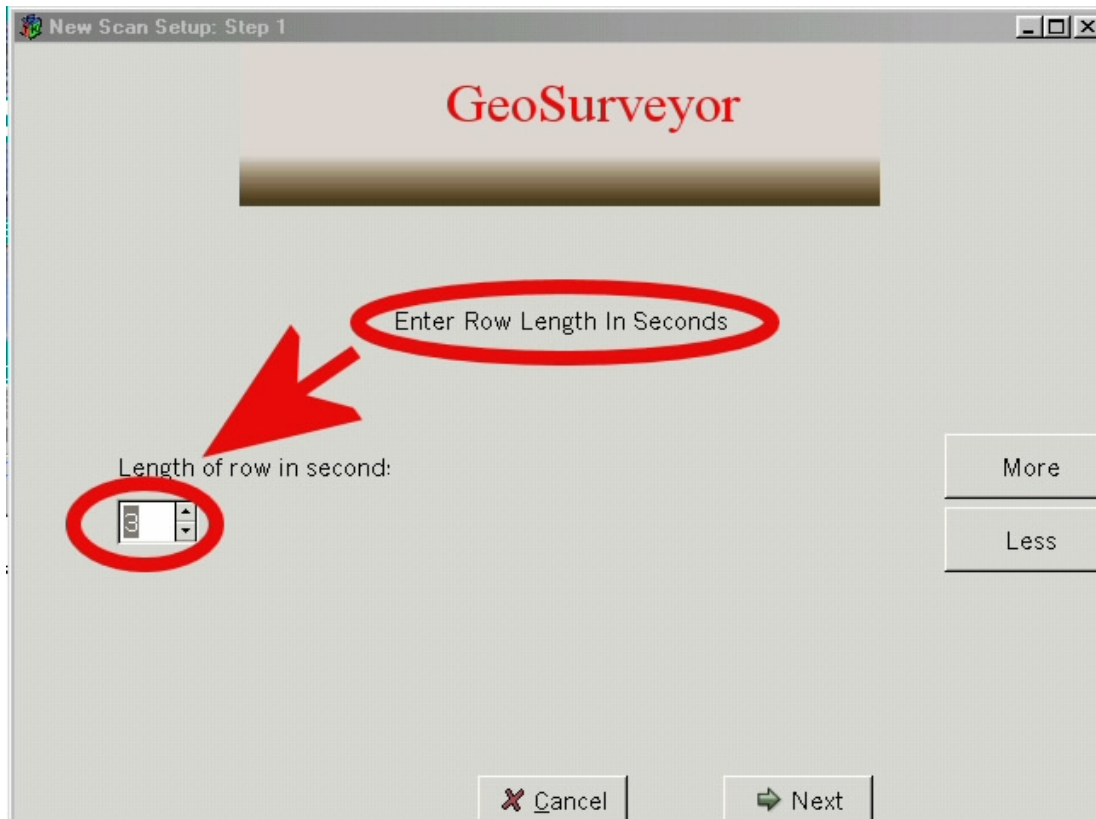 New Scan Setup: Step 1
GeoSurveyor
Enter Row Length In Seconds
Length of row in second:
3
More
Less
Cancel
Next